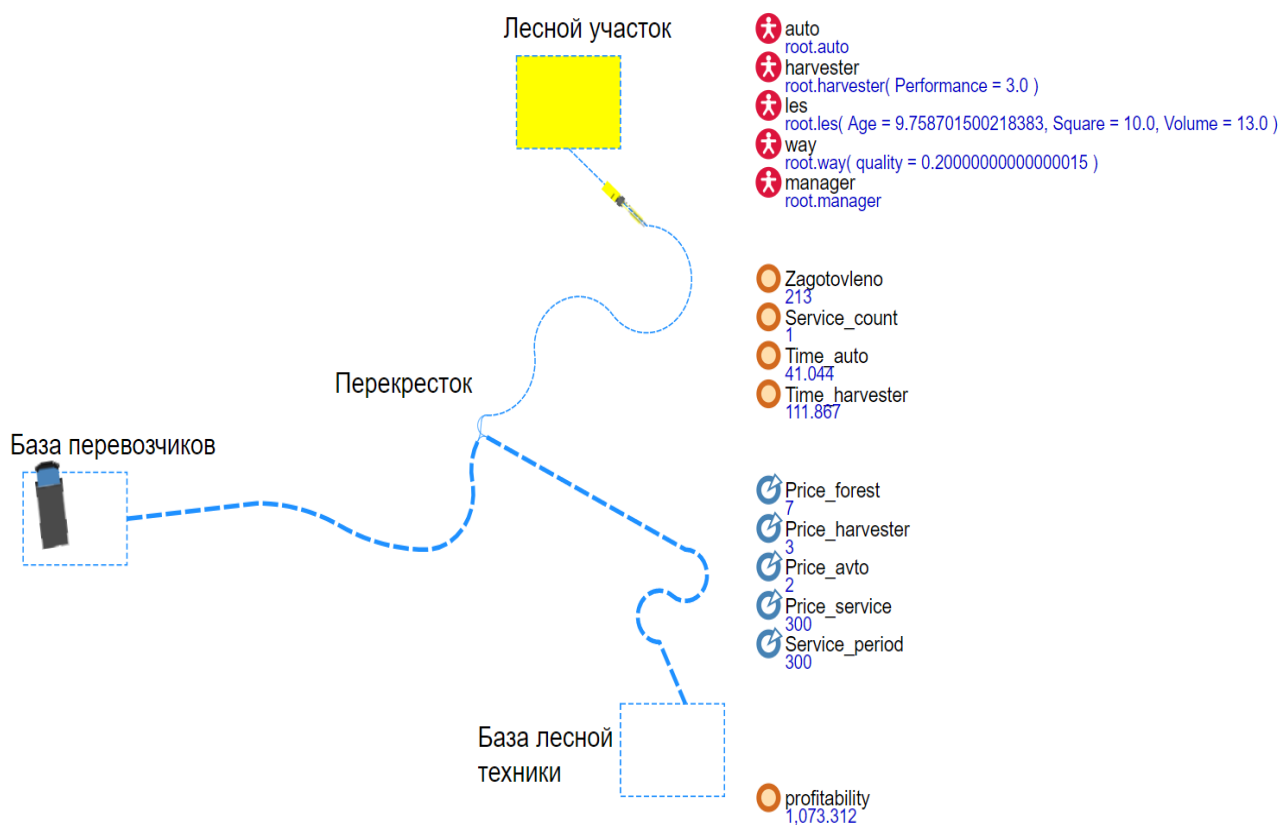 Лесной участок
Перекресток
База перевозчиков
База лесной
техники
auto
root.auto
harvester
root.harvester( Performance = 3.0 )
les
root.les( Age = 9.758701500218383, Square = 10.0, Volume = 13.0 )
way
root.way( quality = 0.20000000000000015 )
manager
root.manager
Zagotovleno
213
Service_count
1
Time_auto
41.044
Time_harvester
111.867
Price_forest
7
Price_harvester
3
Price_avto
2
Price_service
300
Service_period
300
profitability
1,073.312